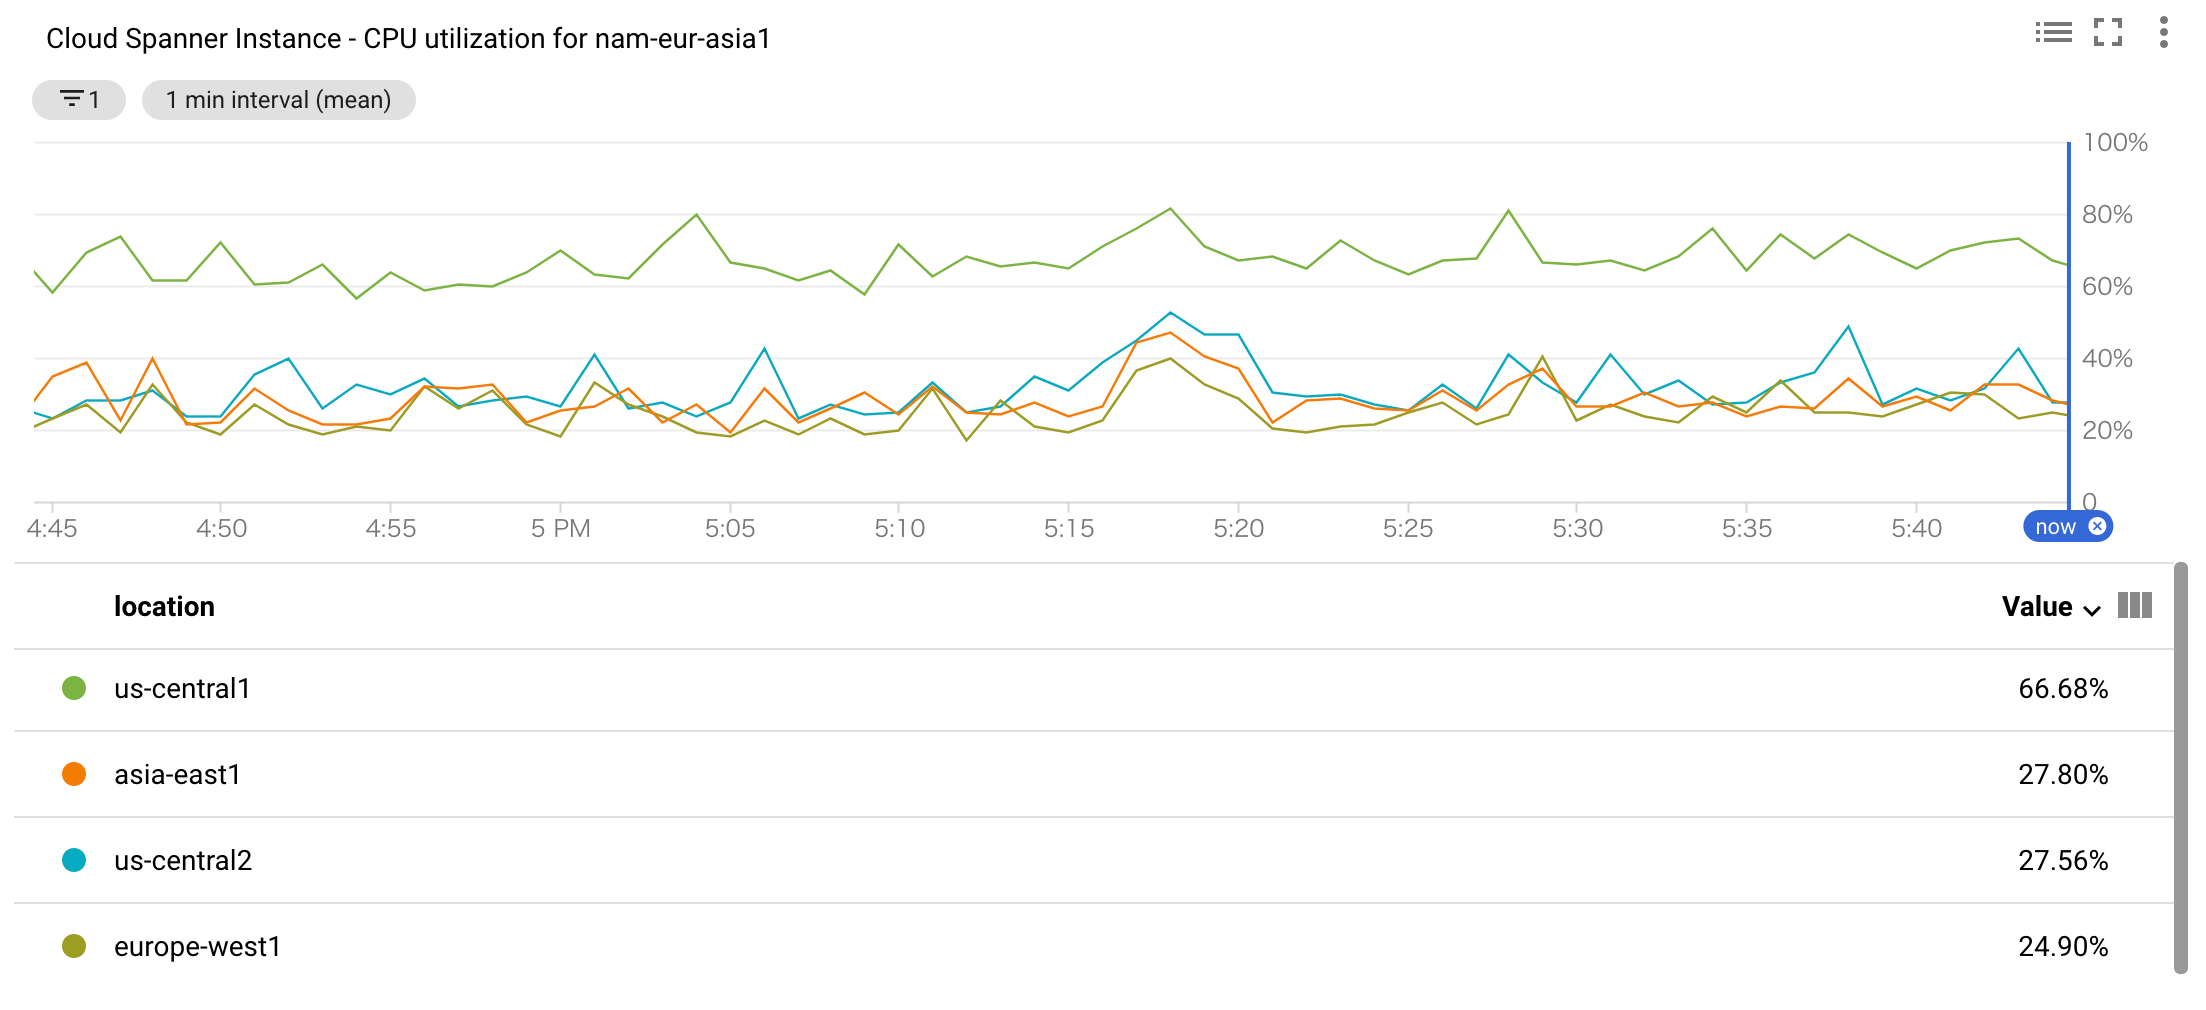 Cloud Spanner Instance - CPU utilization for nam-eur-asia1
1
1 min interval (mean)
100%
80%
60%
40%
20%
0
4:45 4:50 4:55 5 PM 5:05 5:10 5:15 5:20 5:25 5:30 5:35 5:40 now
location Value
us-central1 66.68%
asia-east1 27.80%
us-central2 27.56%
europe-west1 24.90%